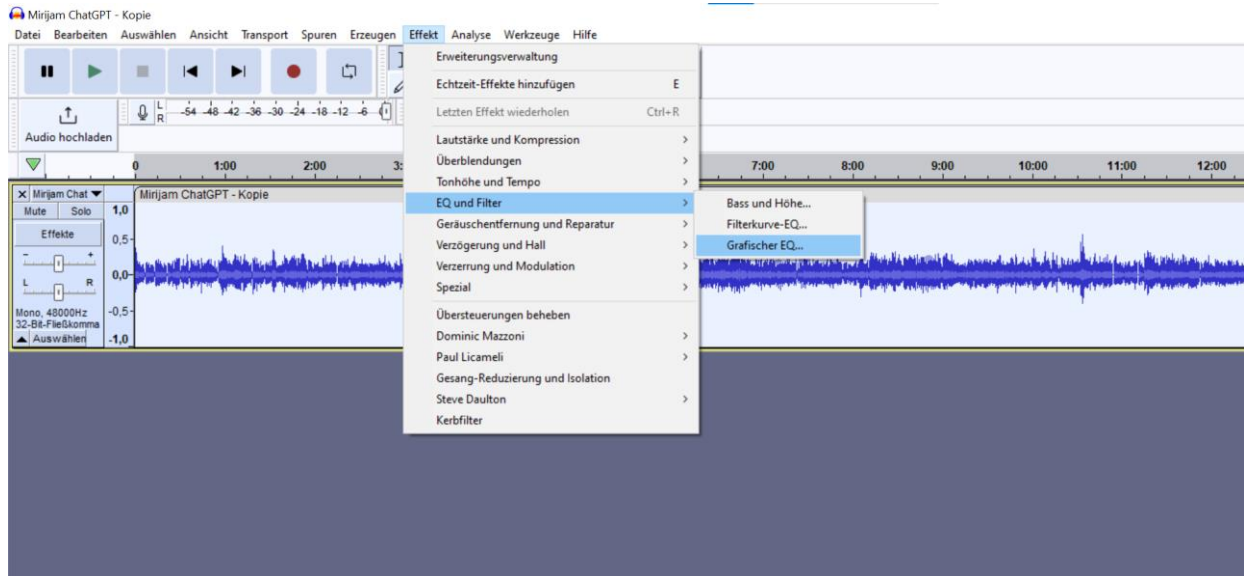 Mirijam ChatGPT - Kopie
Datei Bearbeiten Auswählen Ansicht Transport Spuren Erzeugen Effekt Analyse Werkzeuge Hilfe
Erweiterungsverwaltung
Echtzeit-Effekte hinzufügen E
Letzten Effekt wiederholen Ctrl+R
Lautstärke und Kompression >
Überblendungen >
Tonhöhe und Tempo >
EQ und Filter >
Geräuschentfernung und Reparatur >
Verzögerung und Hall >
Verzerrung und Modulation >
Spezial >
Übersteuerungen beheben
Dominic Mazzoni >
Paul Licameli >
Gesang-Reduzierung und Isolation
Steve Daulton >
Kerbfilter
Bass und Höhe...
Filterkurve-EQ...
Grafischer EQ...
Audio hochladen
L
R
-54 -48 -42 -36 -30 -24 -18 -12 -6
0 1:00 2:00 3: 7:00 8:00 9:00 10:00 11:00 12:00
X Mirijam Chat
Mirijam ChatGPT - Kopie
Mute Solo
Effekte
- +
L R
Mono, 48000Hz
32-Bit-Fließkomma
Auswählen
1,0
0,5-
0,0-
-0,5-
-1,0